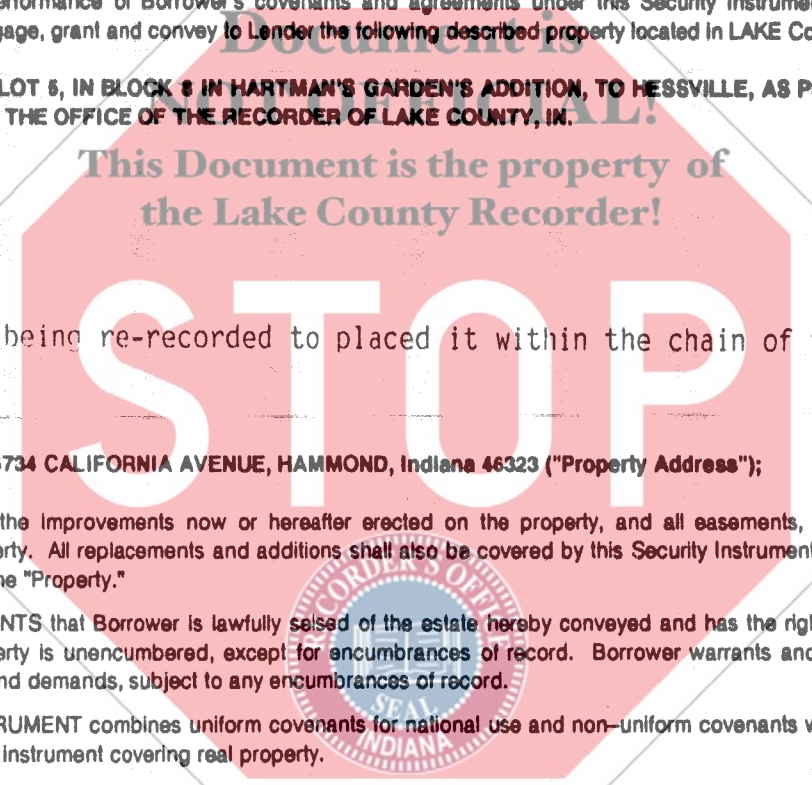 erformance of Borrower's covenants and agreements under this Security Instrumen
gage, grant and convey to Lender the following described property located in LAKE Co
Document is
LOT 5, IN BLOCK 8 IN HARTMAN'S GARDEN'S ADDITION, TO HESSVILLE, AS P
NOT OFFICIAL!
THE OFFICE OF THE RECORDER OF LAKE COUNTY, IN.
This Document is the property of
the Lake County Recorder!
STOP
being re-recorded to placed it within the chain of
6734 CALIFORNIA AVENUE, HAMMOND, Indiana 46323 ("Property Address");
the improvements now or hereafter erected on the property, and all easements,
erty. All replacements and additions shall also be covered by this Security Instrument
he "Property."
NTS that Borrower is lawfully seised of the estate hereby conveyed and has the righ
erty is unencumbered, except for encumbrances of record. Borrower warrants and
nd demands, subject to any encumbrances of record.
RUMENT combines uniform covenants for national use and non-uniform covenants w
instrument covering real property.
RECORDER'S OFFICE
SEAL
INDIANA